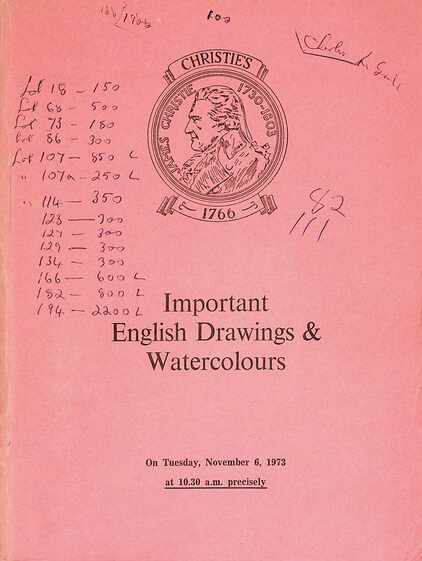 600
CHRISTIE'S
JAMES CHRISTIE 1730-1803
1766
Lot 18 – 150
Lot 68 – 500
Lot 73 – 180
Lot 86 – 300
Lot 107 – 850 L
" 107a – 250 L
" 114 – 350
123 – 300
127 – 300
129 – 300
134 – 300
166 – 600 L
182 – 800 L
194 – 2200 L
82
111
Important
English Drawings &
Watercolours
On Tuesday, November 6, 1973
at 10.30 a.m. precisely